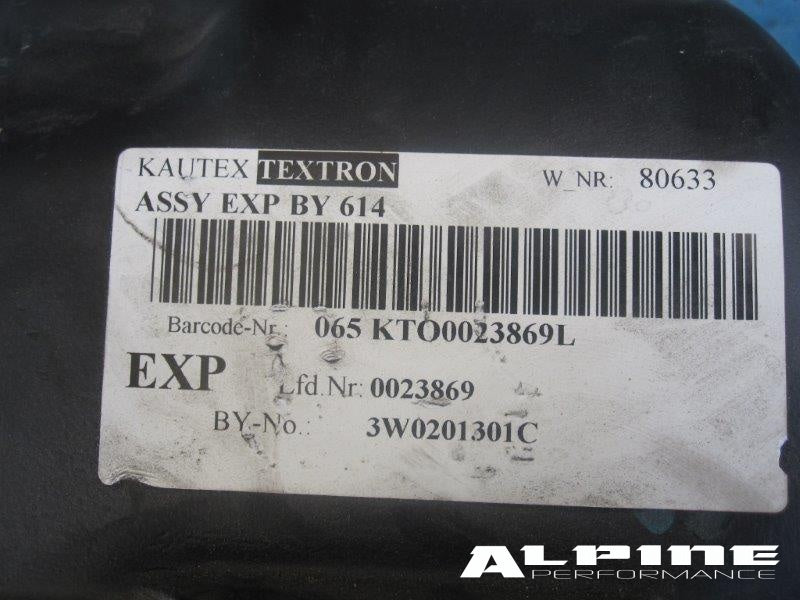 KAUTEX TEXTRON W_NR: 80633
ASSY EXP BY 614
Barcode-Nr.: 065 KTO0023869L
EXP Lfd.Nr: 0023869
BY-No.: 3W0201301C
ALPINE
PERFORMANCE